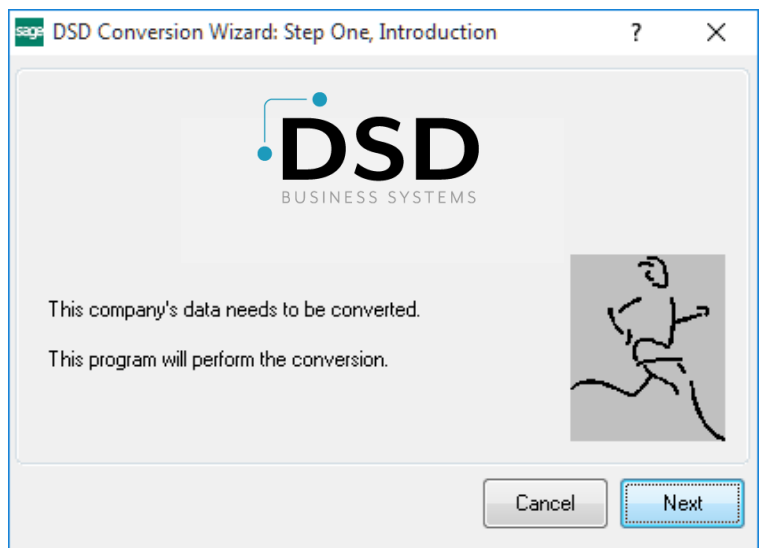 sage DSD Conversion Wizard: Step One, Introduction ?
DSD
BUSINESS SYSTEMS
This company's data needs to be converted.
This program will perform the conversion.
Cancel Next